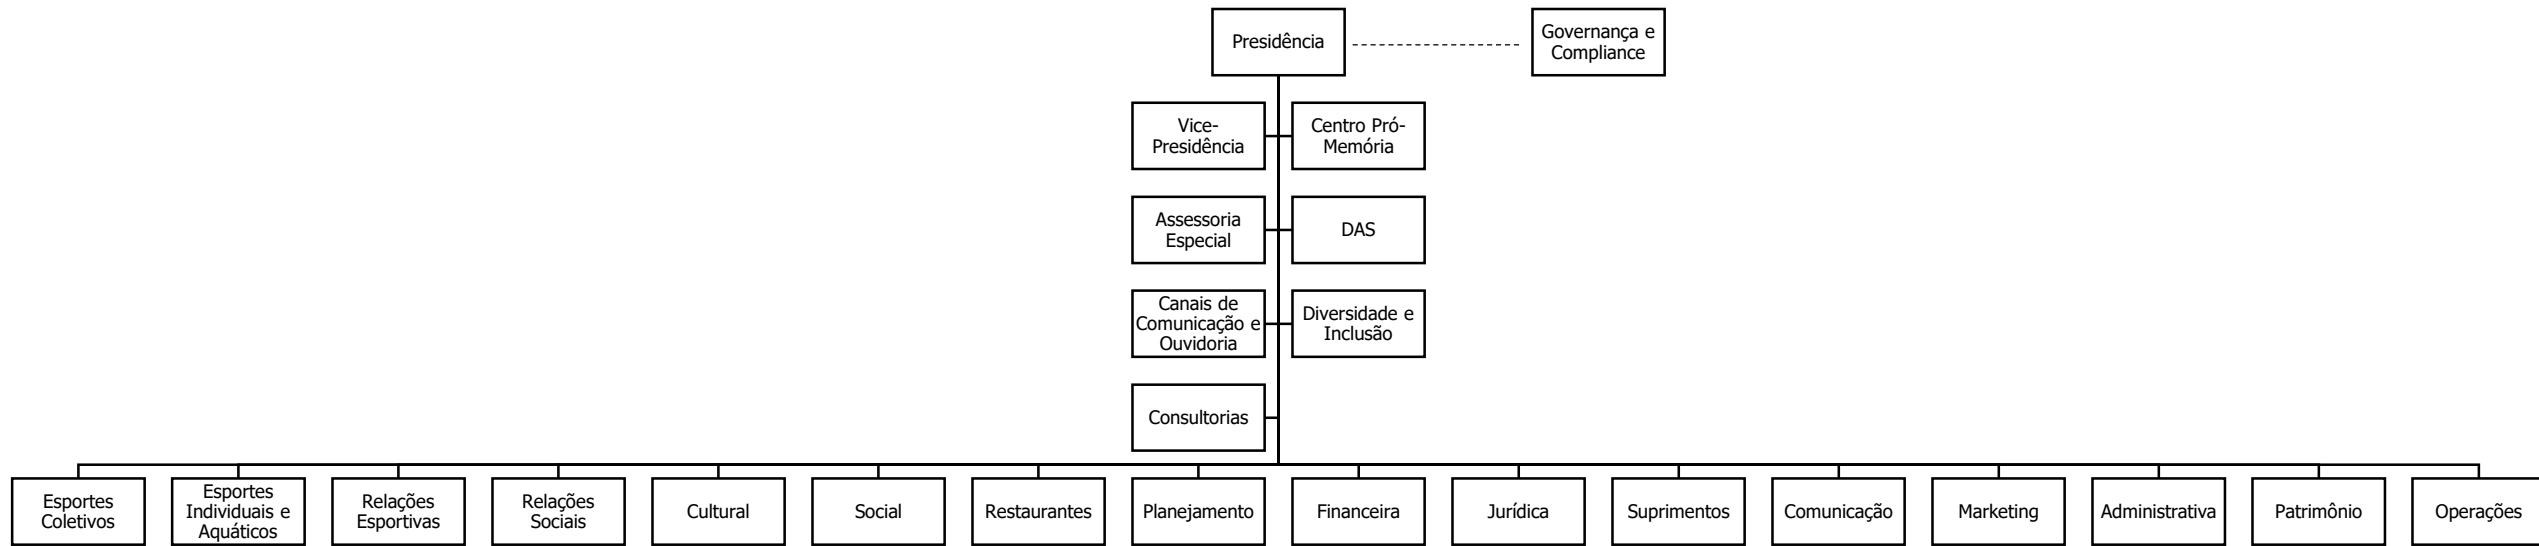 Presidência
Governança e
Compliance
Vice-
Presidência
Centro Pró-
Memória
Assessoria
Especial
DAS
Canais de
Comunicação e
Ouvidoria
Diversidade e
Inclusão
Consultorias
Esportes
Coletivos
Esportes
Individuais e
Aquáticos
Relações
Esportivas
Relações
Sociais
Cultural
Social
Restaurantes
Planejamento
Financeira
Jurídica
Suprimentos
Comunicação
Marketing
Administrativa
Patrimônio
Operações